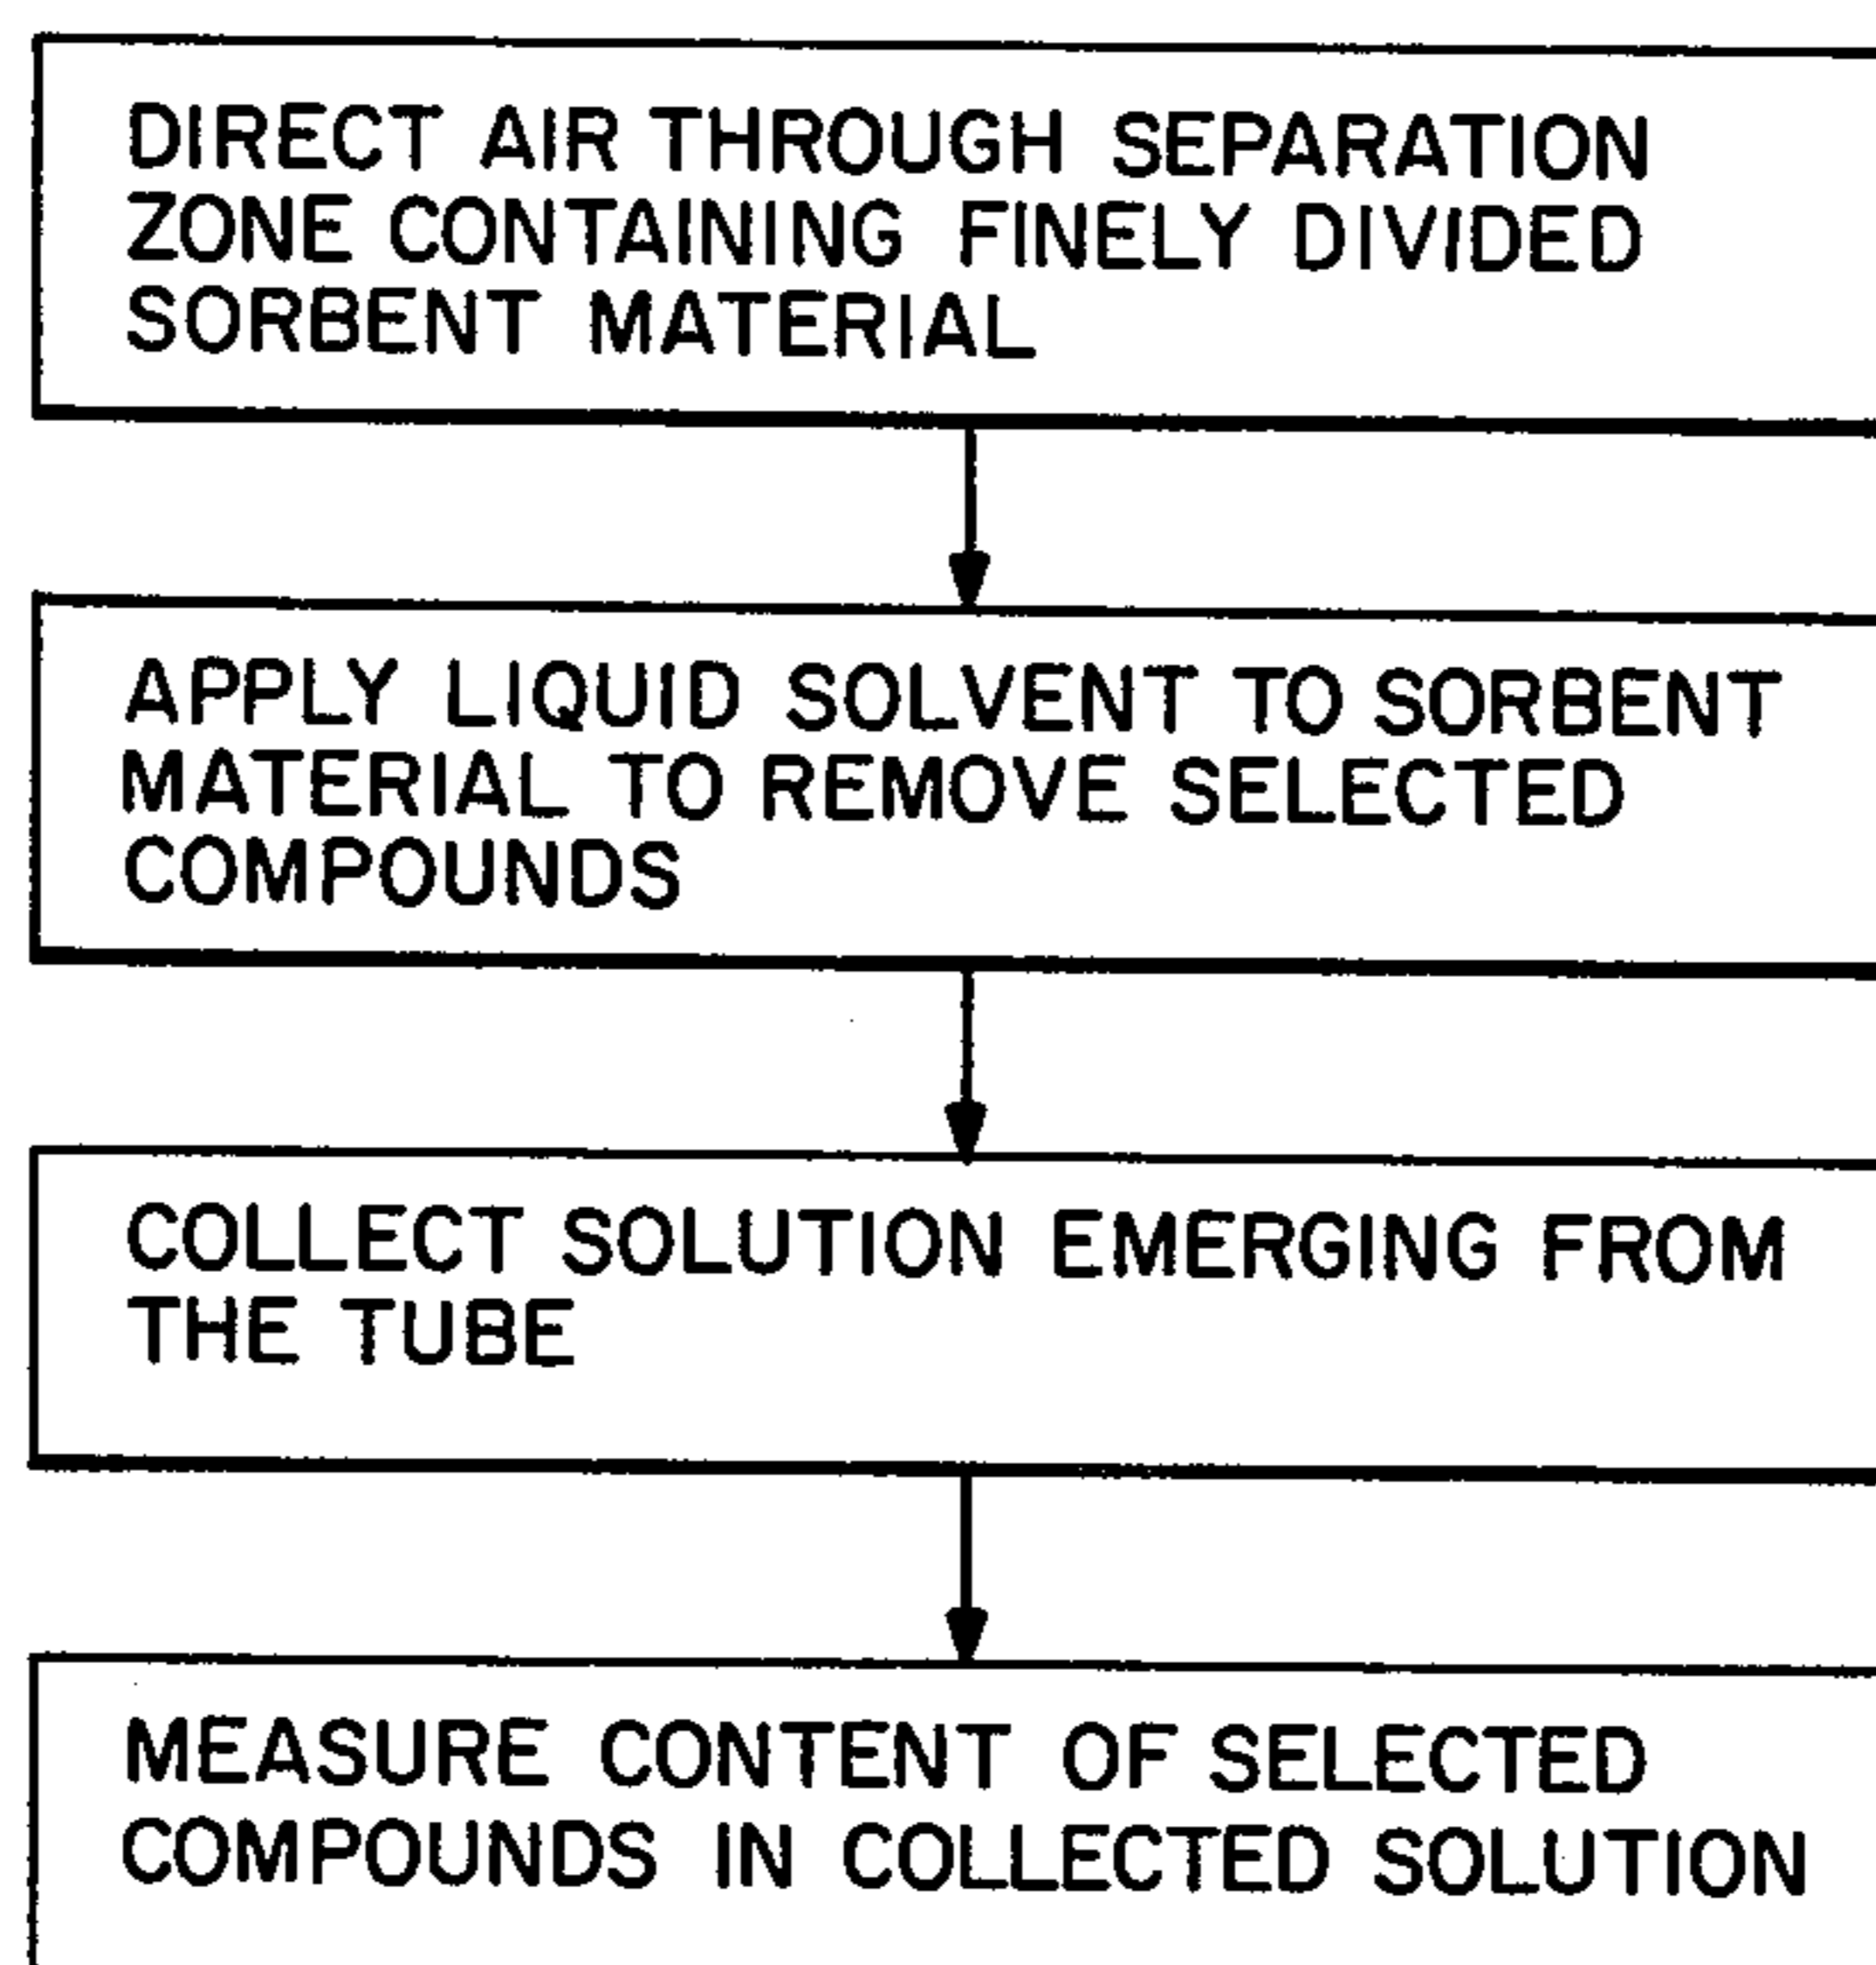 DIRECT AIR THROUGH SEPARATION
ZONE CONTAINING FINELY DIVIDED
SORBENT MATERIAL
APPLY LIQUID SOLVENT TO SORBENT
MATERIAL TO REMOVE SELECTED
COMPOUNDS
COLLECT SOLUTION EMERGING FROM
THE TUBE
MEASURE CONTENT OF SELECTED
COMPOUNDS IN COLLECTED SOLUTION